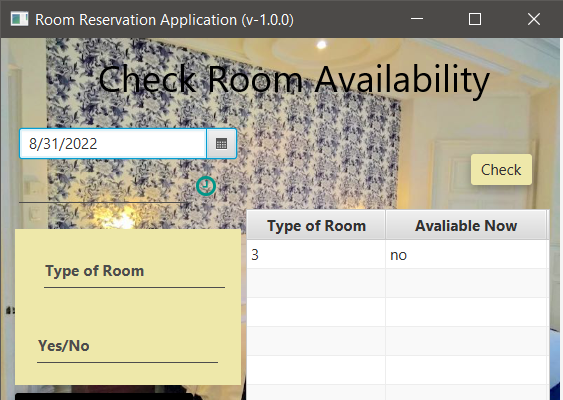 Room Reservation Application (v-1.0.0)
Check Room Availability
8/31/2022
Check
Type of Room
Avaliable Now
3
no
Type of Room
Yes/No